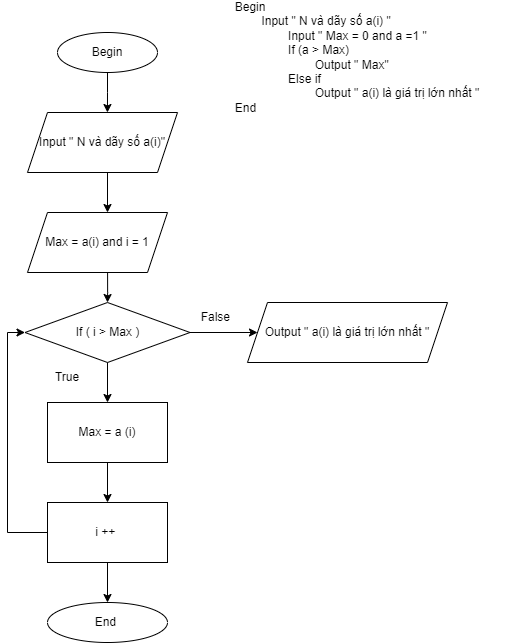 Begin
Input " N và dãy số a(i) "
Input " Max = 0 and a =1 "
If (a > Max)
Output " Max"
Else if
Output " a(i) là giá trị lớn nhất "
End
Begin
Input " N và dãy số a(i)"
Max = a(i) and i = 1
If ( i > Max )
False
Output " a(i) là giá trị lớn nhất "
True
Max = a (i)
i ++
End